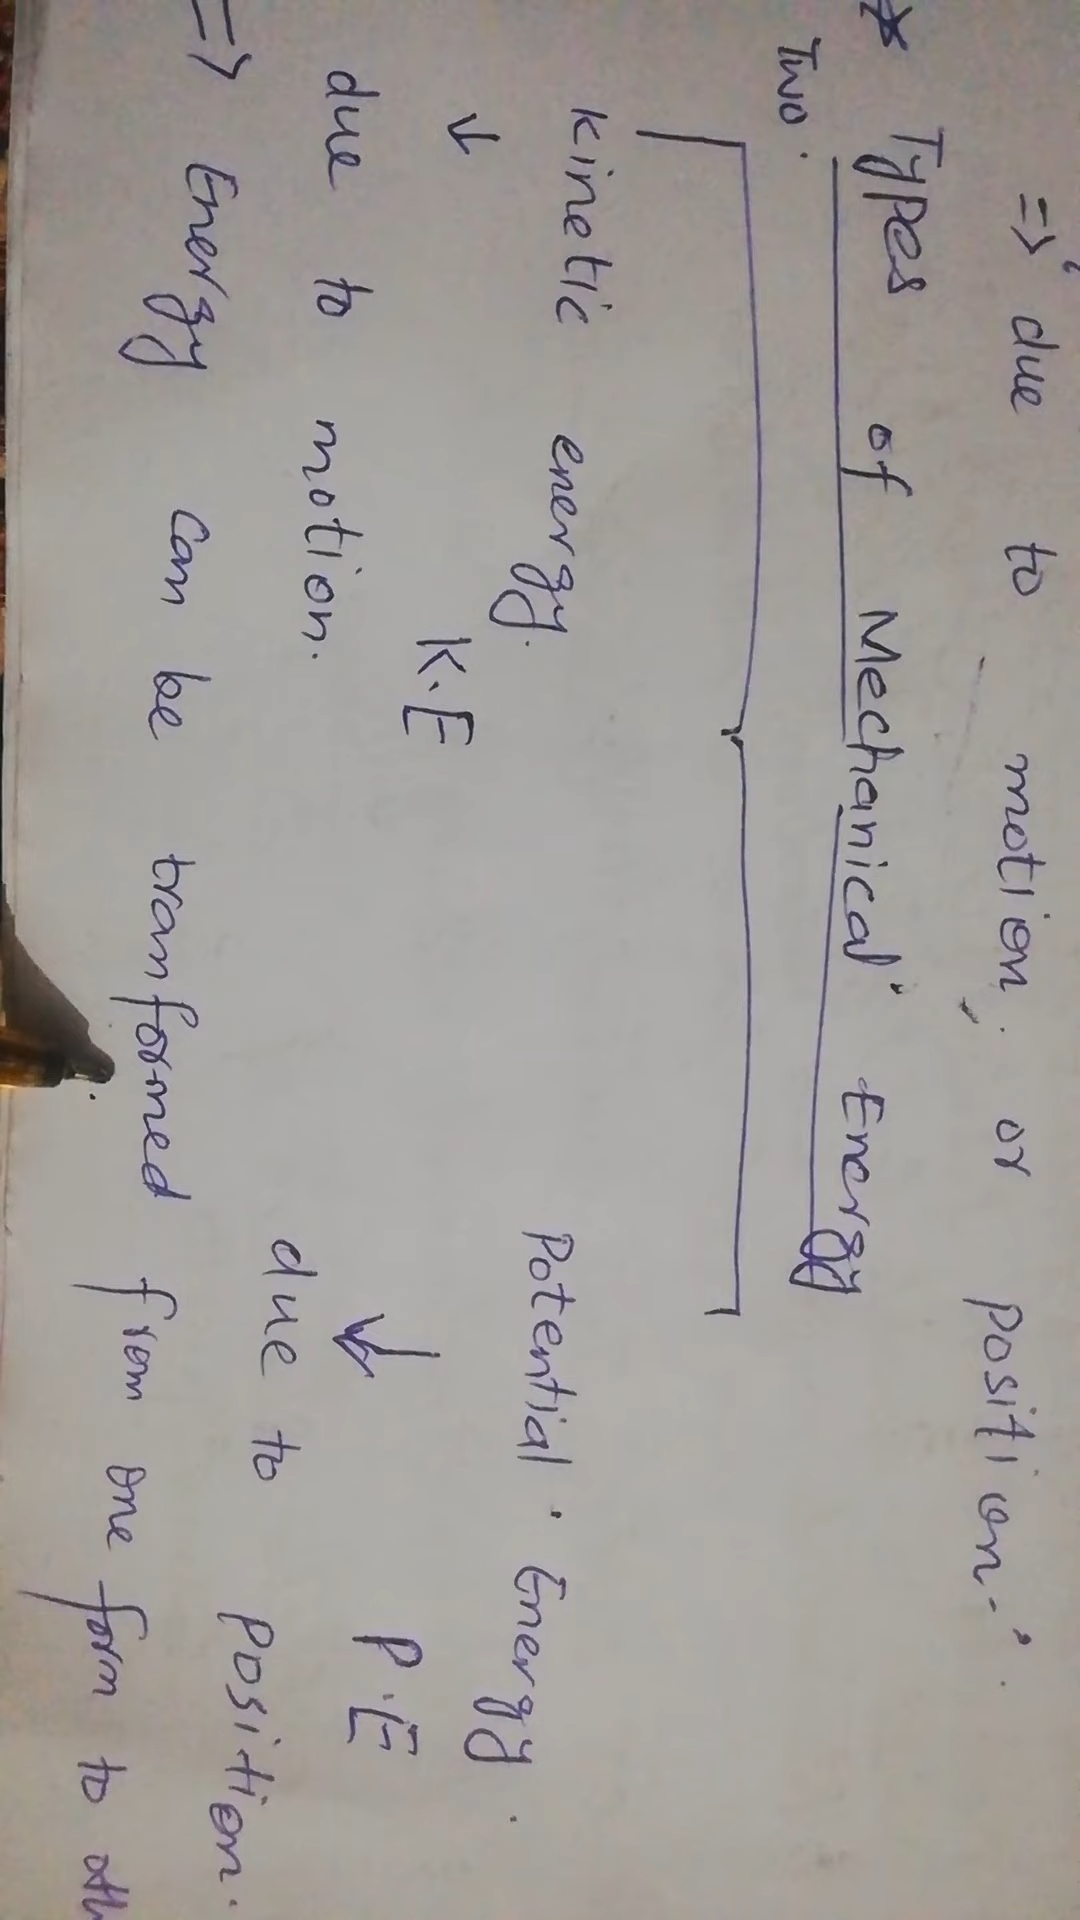 => due to motion. or position.
* Types of Mechanical Energy
Two.
Kinetic energy. Potential Energy.
K.E P.E
due to motion. due to position.
=> Energy can be tramformed from one form to oth